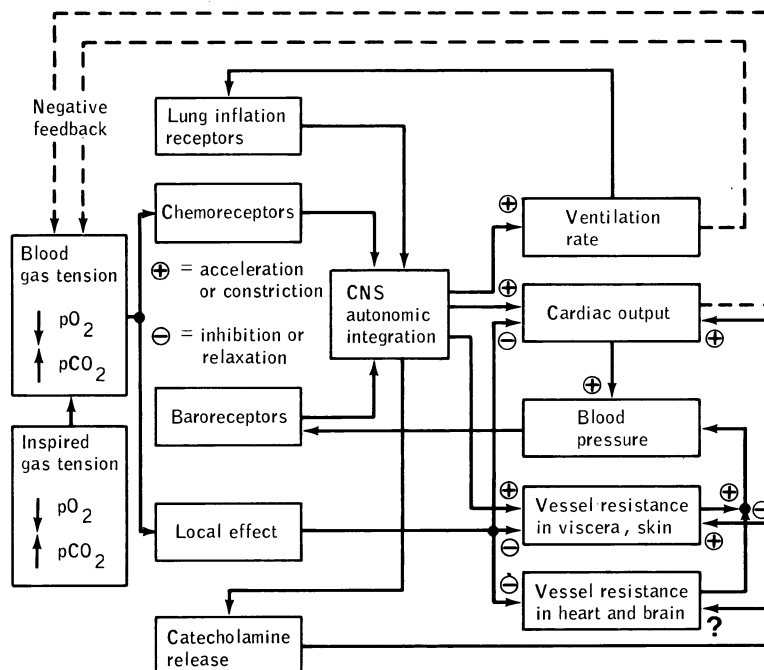 Negative
feedback
Lung inflation
receptors
Chemoreceptors
⊕ = acceleration
or constriction
⊖ = inhibition or
relaxation
Blood
gas tension
↓ pO2
↑ pCO2
Inspired
gas tension
↓ pO2
↑ pCO2
Baroreceptors
Local effect
Catecholamine
release
CNS
autonomic
integration
⊕
Ventilation
rate
⊕
Cardiac output
⊖
⊕
⊕
Blood
pressure
⊕
Vessel resistance
in viscera, skin
⊖
⊕
⊕
⊖
⊖
Vessel resistance
in heart and brain
?